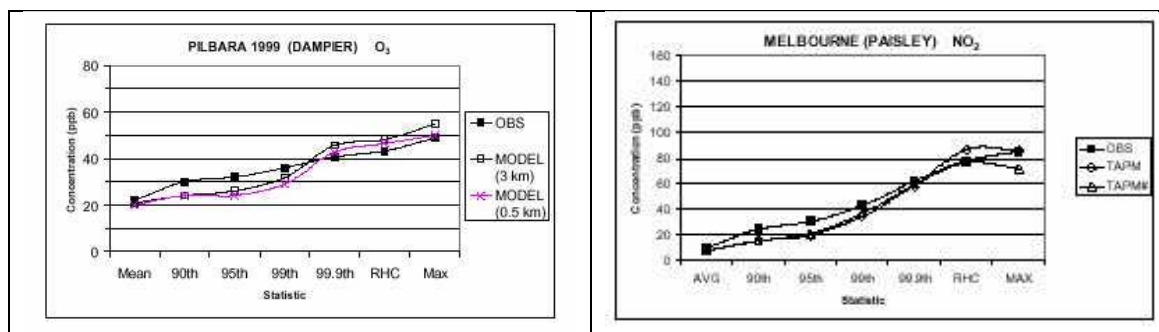 PILBARA 1999 (DAMPIER) O₃
Concentration (ppb)
80
60
40
20
0
Mean 90th 95th 99th 99.9th RHC Max
Statistic
OBS
MODEL
(3 km)
MODEL
(0.5 km)
MELBOURNE (PAISLEY) NO₂
Concentration (ppb)
160
140
120
100
80
60
40
20
0
AVG 90th 95th 99th 99.9th RHC MAX
Statistic
OBS
TAPM
TAPM#